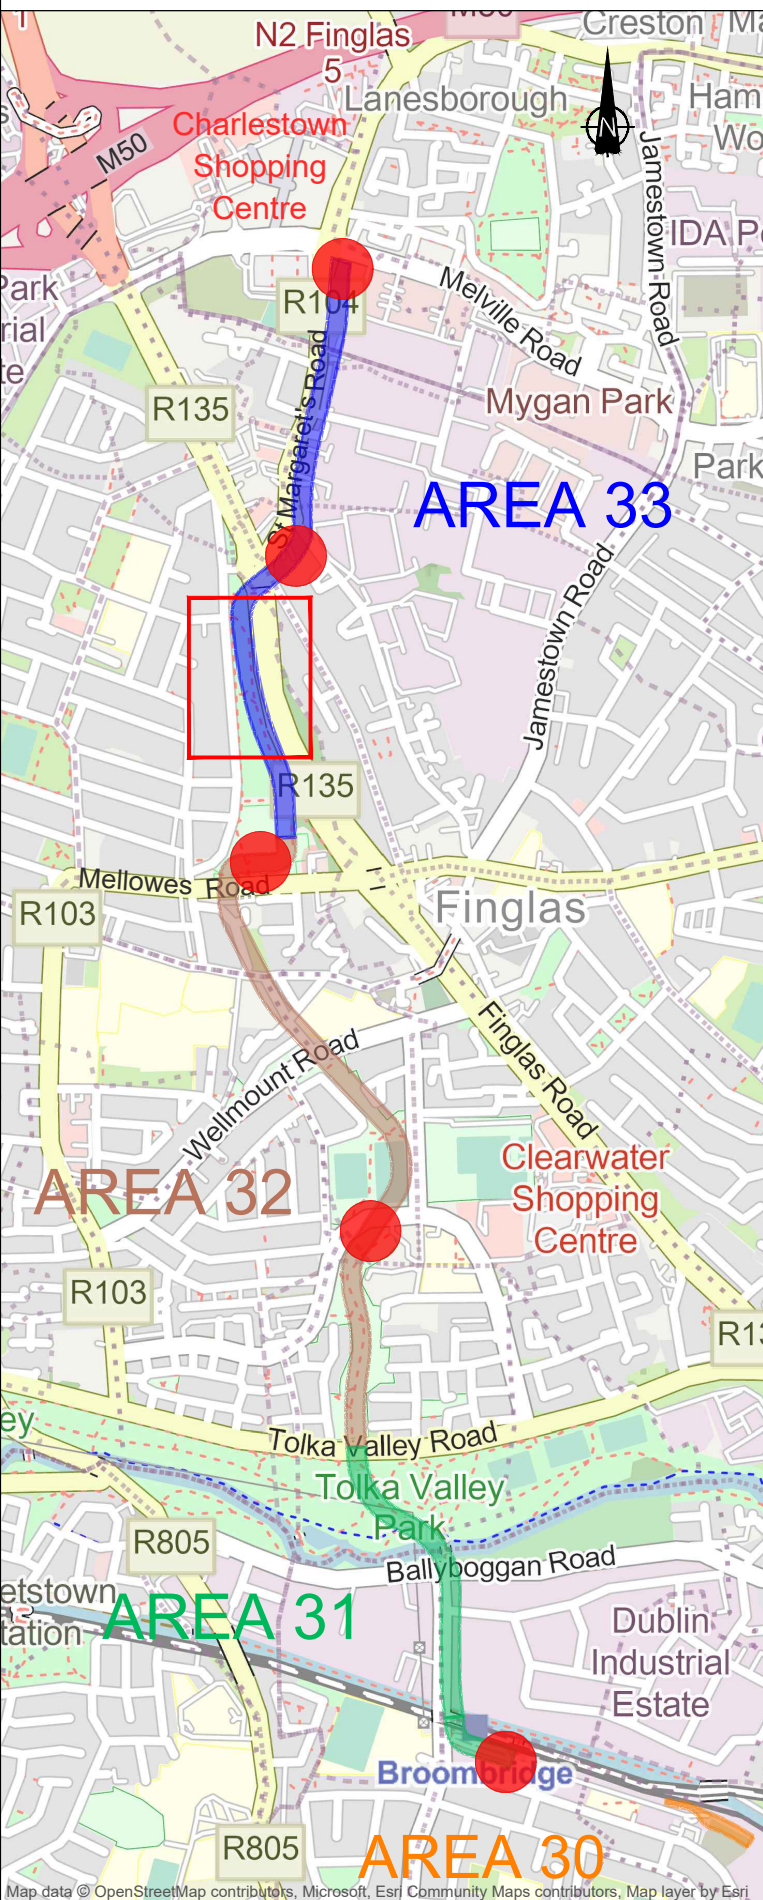 N2 Finglas
5
Creston
Lanesborough
Charlestown
Shopping
Centre
M50
N
Jamestown Road
IDA
R104
Melville Road
Park
St Margaret's Road
R135
Mygan Park
Park
AREA 33
Jamestown Road
R135
Mellowes Road
R103
Finglas
Finglas Road
Wellmount Road
Clearwater
Shopping
Centre
AREA 32
R103
Tolka Valley Road
Tolka Valley
Park
R805
Ballyboggan Road
AREA 31
Dublin
Industrial
Estate
Broombridge
R805
AREA 30
Map data © OpenStreetMap contributors, Microsoft, Esri Community Maps contributors, Map layer by Esri